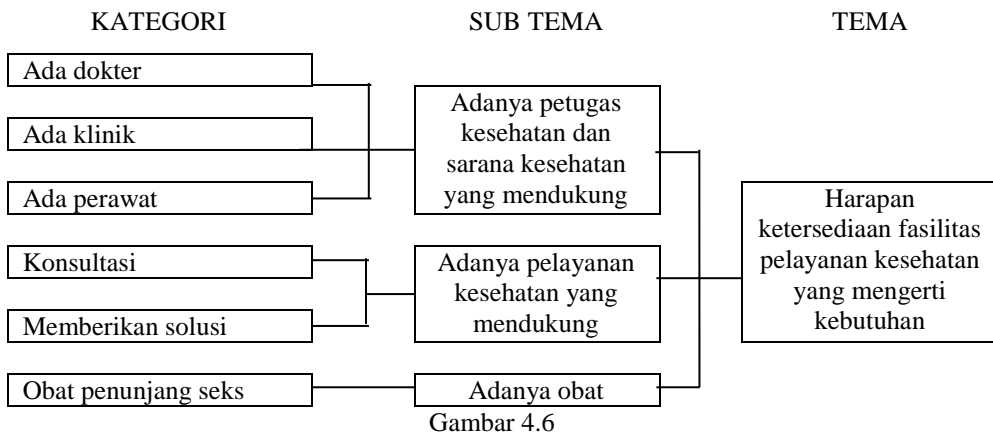 KATEGORI SUB TEMA TEMA
Ada dokter
Ada klinik
Ada perawat
Konsultasi
Memberikan solusi
Obat penunjang seks
Adanya petugas
kesehatan dan
sarana kesehatan
yang mendukung
Adanya pelayanan
kesehatan yang
mendukung
Adanya obat
Harapan
ketersediaan fasilitas
pelayanan kesehatan
yang mengerti
kebutuhan
Gambar 4.6